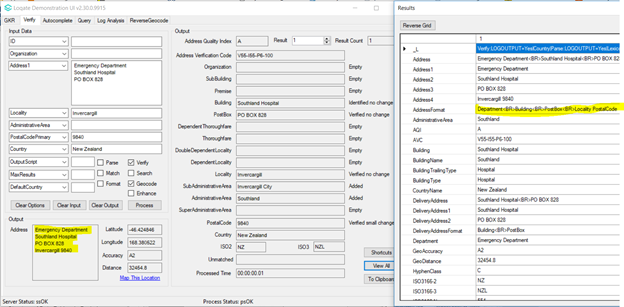 Loqate Demonstration UI v2.30.0.9915
GKR Verify Autocomplete Query Log Analysis ReverseGeocode
Input Data
ID
Organization
Address1
Emergency Department
Southland Hospital
PO BOX 828
Locality Invercargill
AdministrativeArea
PostalCodePrimary 9840
Country New Zealand
OutputScript Parse Verify
MaxResults Match Search
DefaultCountry Format Geocode
Enhance
Clear Options Clear Input Clear Output Process
Output
Address
Emergency Department
Southland Hospital
PO BOX 828
Invercargill 9840
Latitude -46.424846
Longitude 168.380522
Accuracy A2
Distance 32454.8
Map This Location
Server Status: ssOK Process Status: psOK
Output
Address Quality Index A Result 1 Result Count 1
Address Verification Code V55-I55-P6-100
Organization Empty
SubBuilding Empty
Premise Empty
Building Southland Hospital Identified no change
PostBox PO BOX 828 Verified no change
DependentThoroughfare Empty
Thoroughfare Empty
DoubleDependentLocality Empty
DependentLocality Empty
Locality Invercargill Verified no change
SubAdministrativeArea Invercargill City Added
AdministrativeArea Southland Added
SuperAdministrativeArea Empty
PostalCode 9840 Verified small change
Country New Zealand
ISO2 NZ ISO3 NZL
Unmatched
Processed Time 00:00:00:01
Shortcuts
View All
To Clipboard
Results
Reverse Grid
1
_L Verify LOGOUTPUT=Yes|Country|Parse LOGOUTPUT=Yes|
Address Emergency Department<BR>Southland Hospital<BR>PO BOX 82
Address1 Emergency Department
Address2 Southland Hospital
Address3 PO BOX 828
Address4 Invercargill 9840
AddressFormat Department<BR>Building<BR>PostBox<BR>Locality PostalCode
AdministrativeArea Southland
AQI A
AVC V55-I55-P6-100
Building Southland Hospital
BuildingName Southland
BuildingTrailingType Hospital
BuildingType Hospital
CountryName New Zealand
DeliveryAddress Southland Hospital<BR>PO BOX 828
DeliveryAddress1 Southland Hospital
DeliveryAddress2 PO BOX 828
DeliveryAddressFormat Building<BR>PostBox
Department Emergency Department
GeoAccuracy A2
GeoDistance 32454.8
HyphenClass C
ISO3166-2 NZ
ISO3166-3 NZL